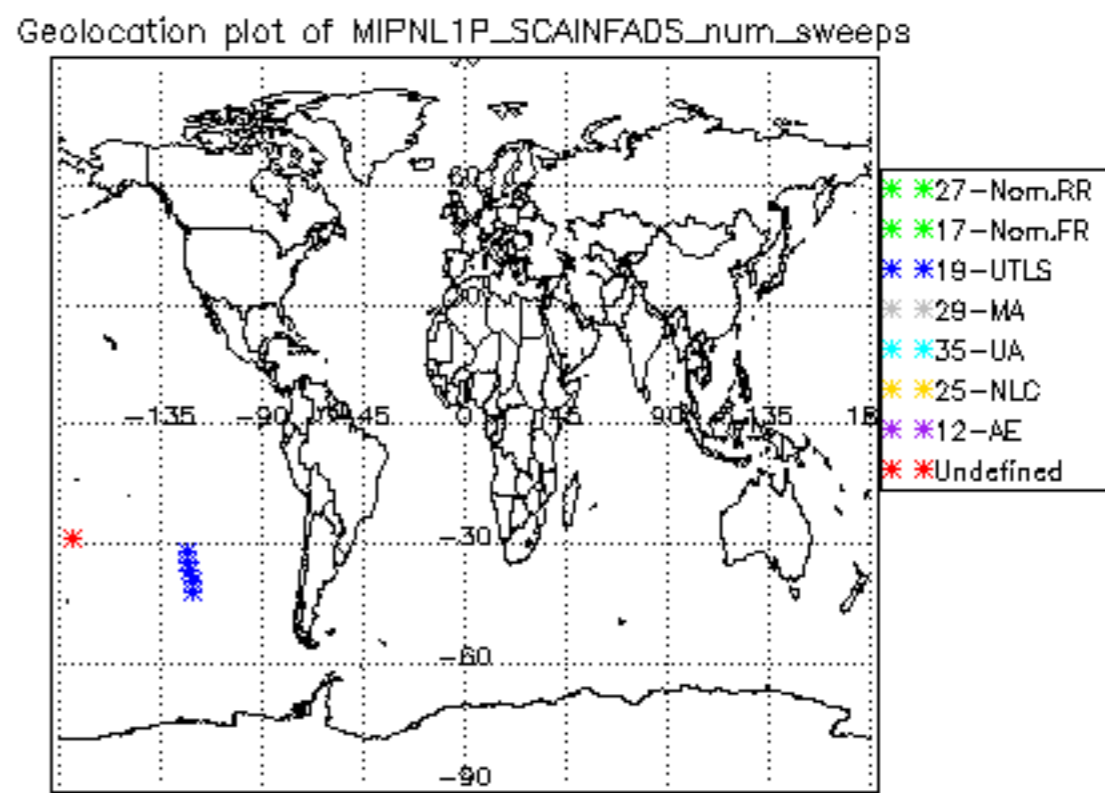 Geolocation plot of MIPNL1P_SCAINFADS_num_sweeps
60
27-Nom.RR
17-Nom.FR
19-UTLS
29-MA
35-UA
25-NLC
12-AE
Undefined
-135 -90 -45 0 45 90 135
-30
-60
-90